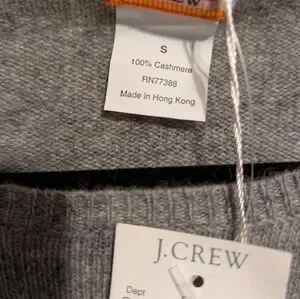 S
100% Cashmere
RN77388
Made in Hong Kong
J.CREW
Dept